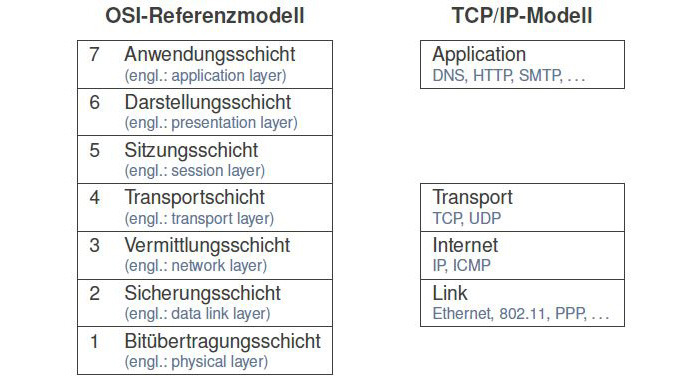 OSI-Referenzmodell
7 Anwendungsschicht
(engl.: application layer)
6 Darstellungsschicht
(engl.: presentation layer)
5 Sitzungsschicht
(engl.: session layer)
4 Transportschicht
(engl.: transport layer)
3 Vermittlungsschicht
(engl.: network layer)
2 Sicherungsschicht
(engl.: data link layer)
1 Bitübertragungsschicht
(engl.: physical layer)
TCP/IP-Modell
Application
DNS, HTTP, SMTP, ...
Transport
TCP, UDP
Internet
IP, ICMP
Link
Ethernet, 802.11, PPP, ...